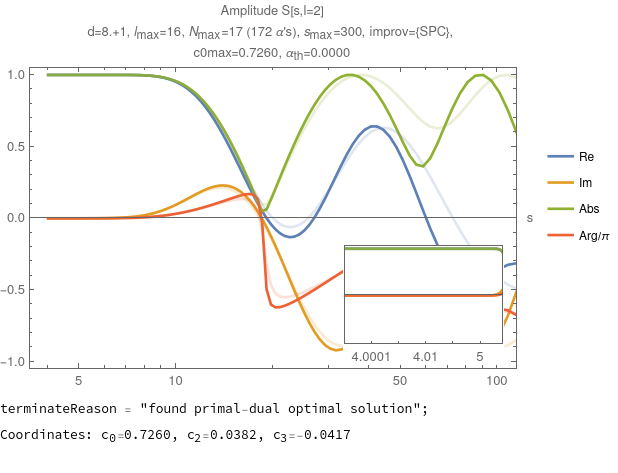 Amplitude S[s,l=2]
d=8.+1, lmax=16, Nmax=17 (172 α's), smax=300, improv={SPC},
c0max=0.7260, αth=0.0000
1.0
0.5
0.0
-0.5
-1.0
5
10
50
100
s
Re
Im
Abs
Arg/π
4.0001
4.01
5
terminateReason = "found primal-dual optimal solution";
Coordinates: c0=0.7260, c2=0.0382, c3=-0.0417